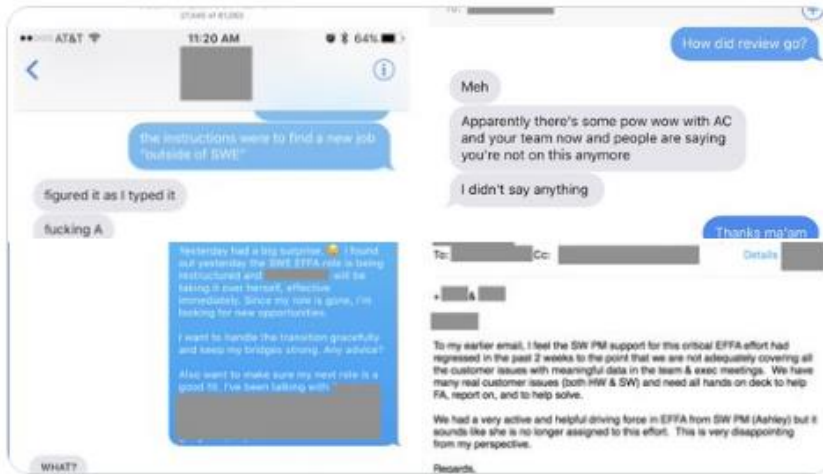 27,645 of 61,263
AT&T
11:20 AM
64%
the instructions were to find a new job
"outside of SWE"
figured it as I typed it
fucking A
How did review go?
Meh
Apparently there's some pow wow with AC
and your team now and people are saying
you're not on this anymore
I didn't say anything
Thanks ma'am
Yesterday had a big surprise. 😄 I found
out yesterday the SWE EFFA role is being
restructured and will be
taking it over herself, effective
immediately. Since my role is gone, I'm
looking for new opportunities.
I want to handle the transition gracefully
and keep my bridges strong. Any advice?
Also want to make sure my next role is a
good fit. I've been talking with
WHAT?
To: Cc: Details
+ &
To my earlier email, I feel the SW PM support for this critical EFFA effort had
regressed in the past 2 weeks to the point that we are not adequately covering all
the customer issues with meaningful data in the team & exec meetings. We have
many real customer issues (both HW & SW) and need all hands on deck to help
FA, report on, and to help solve.
We had a very active and helpful driving force in EFFA from SW PM (Ashley) but it
sounds like she is no longer assigned to this effort. This is very disappointing
from my perspective.
Regards,